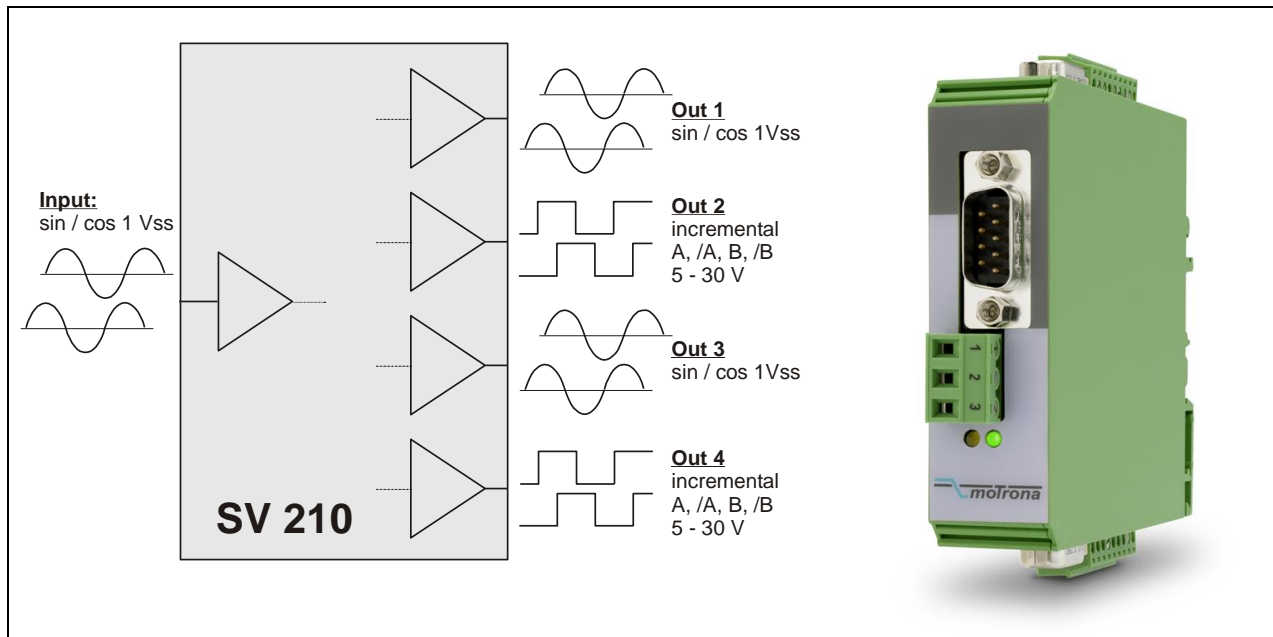 Input:
sin / cos 1 Vss
SV 210
Out 1
sin / cos 1Vss
Out 2
incremental
A, /A, B, /B
5 - 30 V
Out 3
sin / cos 1Vss
Out 4
incremental
A, /A, B, /B
5 - 30 V
1
2
3
motrona